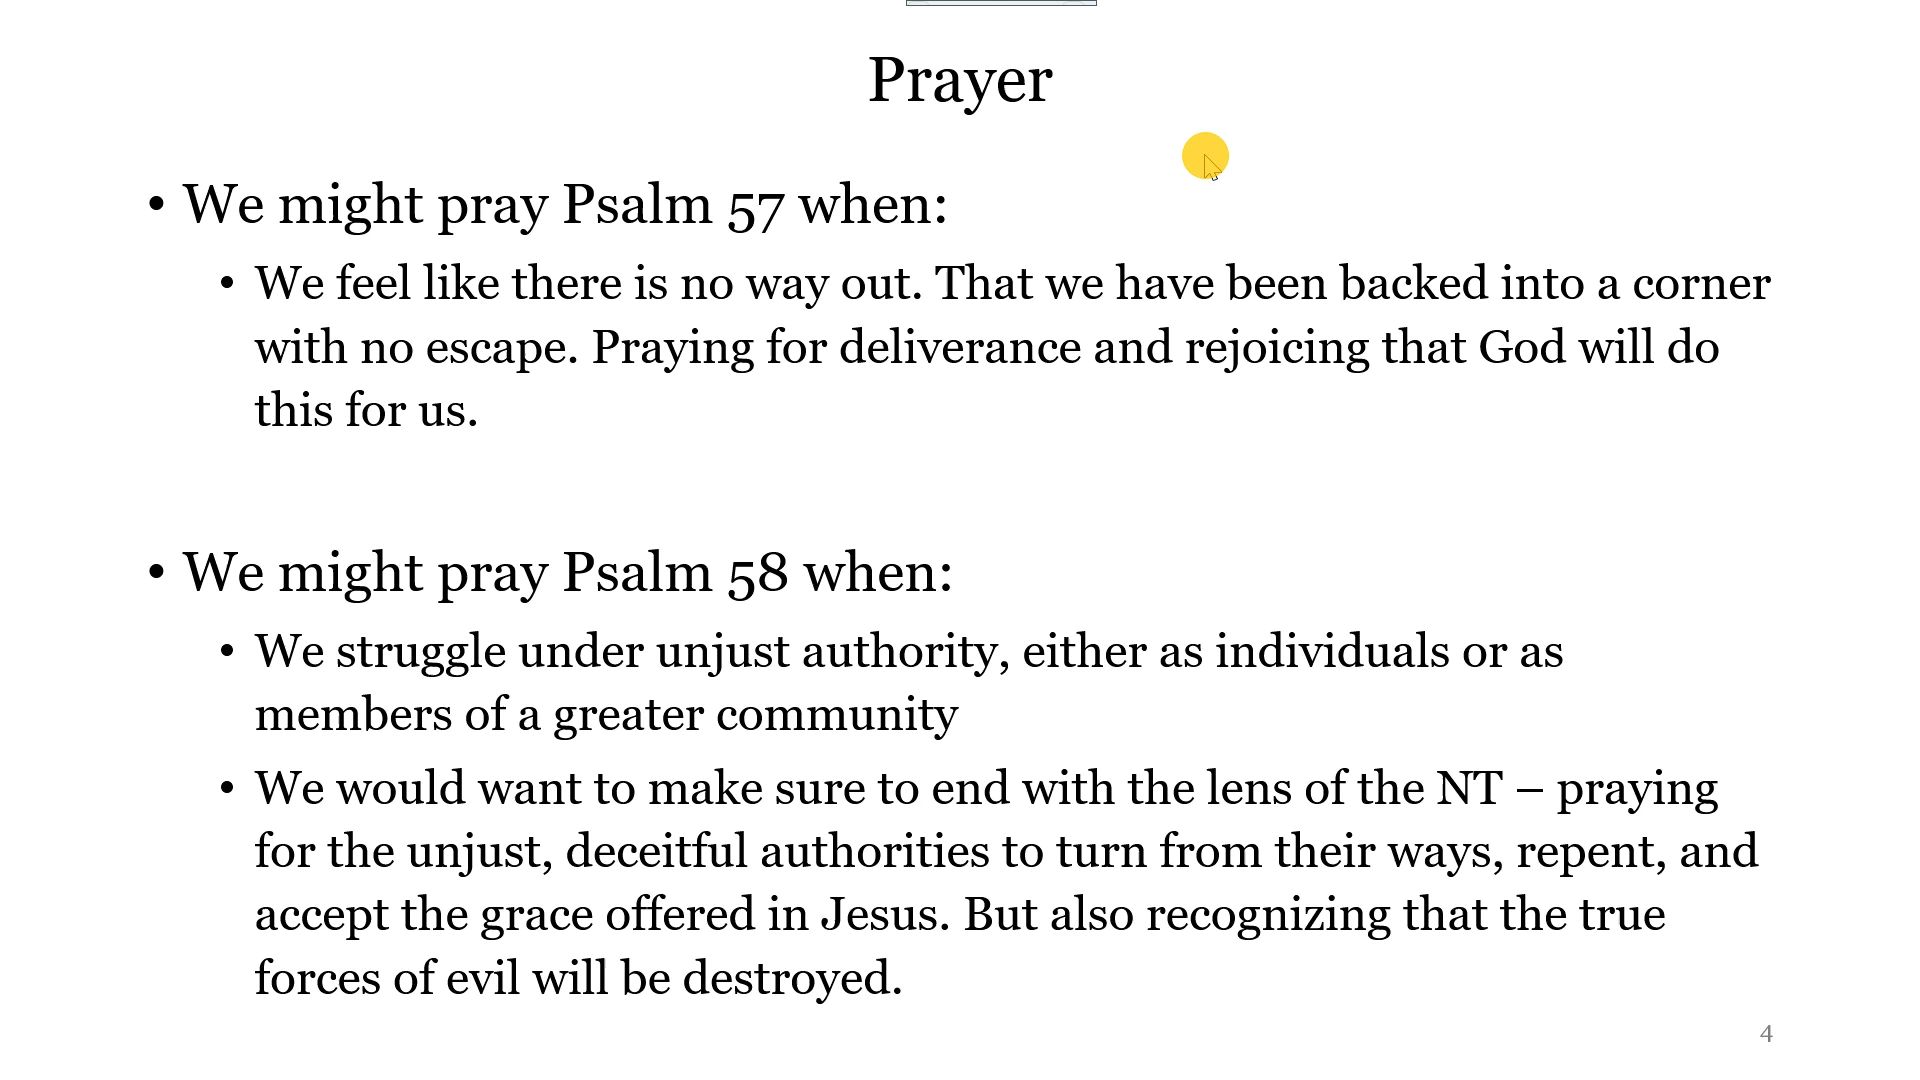 Prayer
• We might pray Psalm 57 when:
• We feel like there is no way out. That we have been backed into a corner
with no escape. Praying for deliverance and rejoicing that God will do
this for us.
• We might pray Psalm 58 when:
• We struggle under unjust authority, either as individuals or as
members of a greater community
• We would want to make sure to end with the lens of the NT – praying
for the unjust, deceitful authorities to turn from their ways, repent, and
accept the grace offered in Jesus. But also recognizing that the true
forces of evil will be destroyed.
4